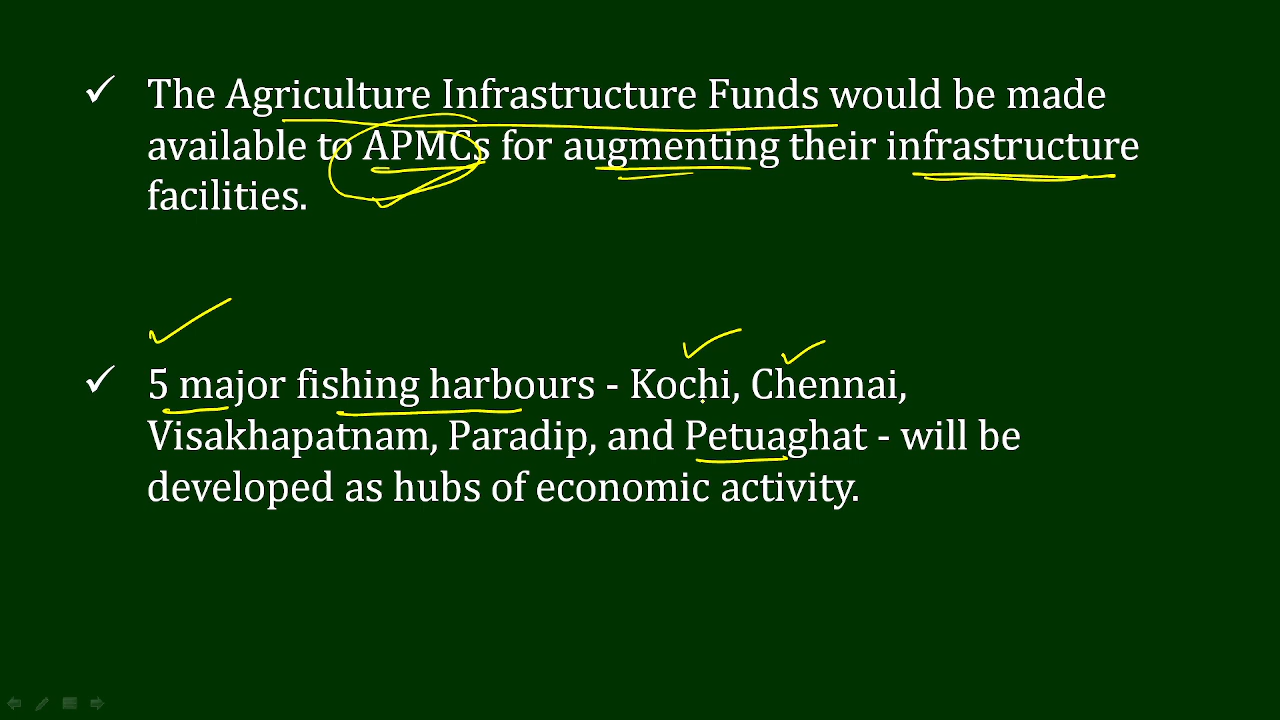 ✓ The Agriculture Infrastructure Funds would be made
available to APMCs for augmenting their infrastructure
facilities.
✓ 5 major fishing harbours - Kochi, Chennai,
Visakhapatnam, Paradip, and Petuaghat - will be
developed as hubs of economic activity.